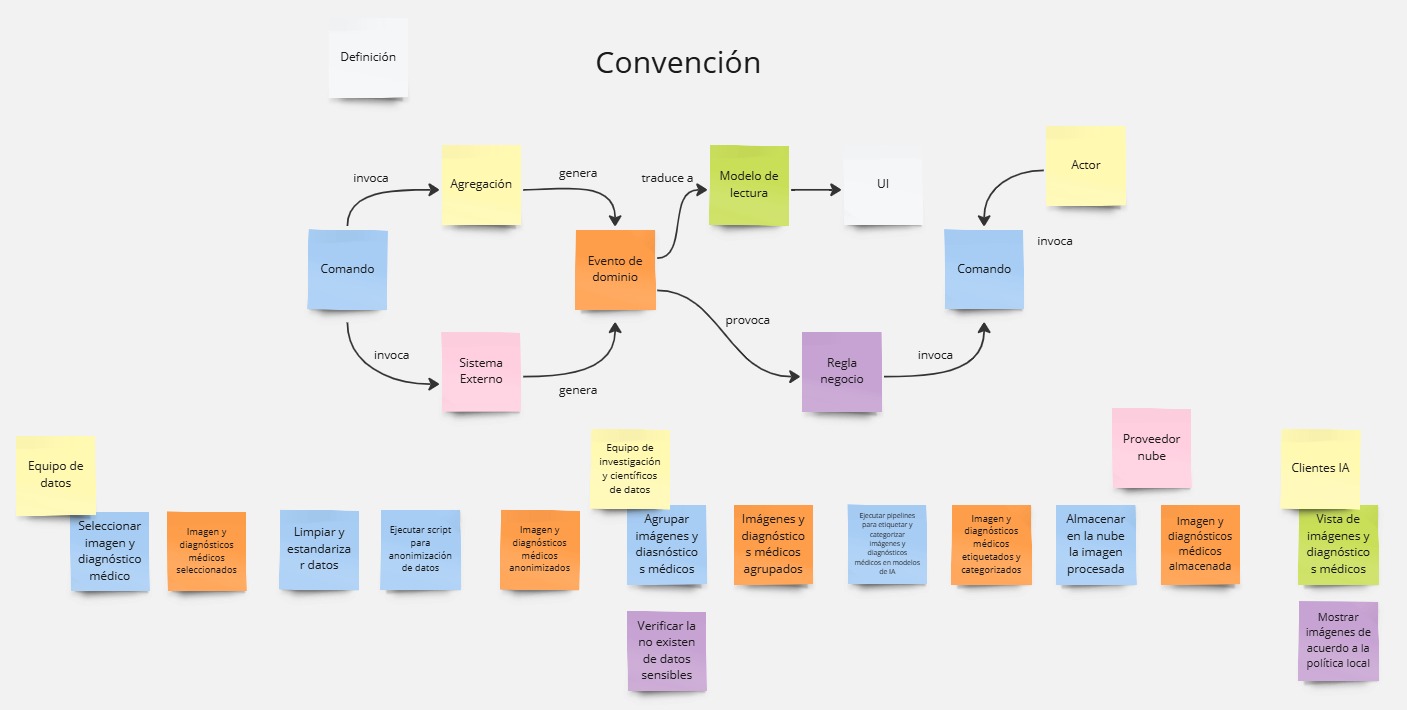 Definición
Convención
invoca
Agregación
genera
traduce a
Modelo de
lectura
UI
Actor
Comando
Evento de
dominio
Comando
invoca
invoca
Sistema
Externo
genera
provoca
Regla
negocio
invoca
Equipo de
datos
Seleccionar
imagen y
diagnóstico
médico
Imagen y
diagnósticos
médicos
seleccionados
Limpiar y
estandariza
r datos
Ejecutar script
para
anonimización
de datos
Imagen y
diagnósticos
médicos
anonimizados
Equipo de
investigación
y científicos
de datos
Agrupar
imágenes y
diasnóstico
s médicos
Verificar la
no existen
de datos
sensibles
Imágenes y
diagnóstico
s médicos
agrupados
Ejecutar pipelines
para etiquetar y
categorizar
imágenes y
diagnósticos
médicos en modelos
de IA
Imagen y
diagnósticos
médicos
etiquetados y
categorizados
Almacenar
en la nube
la imagen
procesada
Proveedor
nube
Imagen y
diagnósticos
médicos
almacenada
Clientes IA
Vista de
imágenes y
diagnóstico
s médicos
Mostrar
imágenes de
acuerdo a la
política local